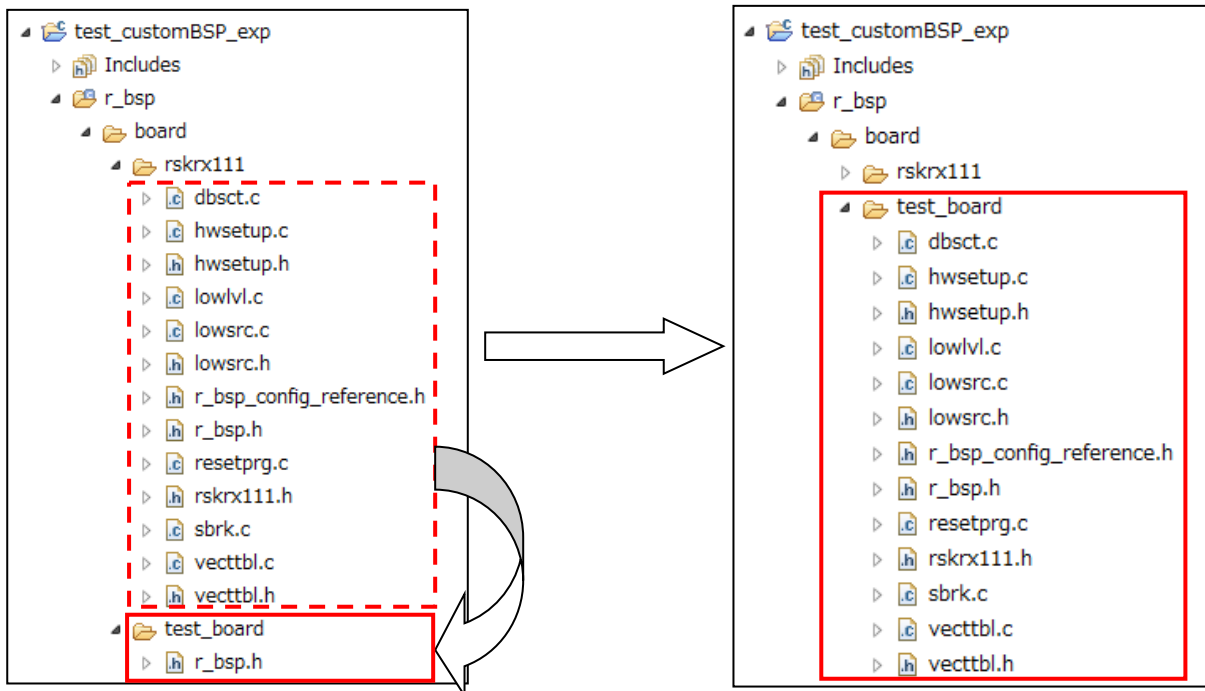 test_customBSP_exp
Includes
r_bsp
board
rskrx111
dbsct.c
hwsetup.c
hwsetup.h
lowlvl.c
lowsrc.c
lowsrc.h
r_bsp_config_reference.h
r_bsp.h
resetprg.c
rskrx111.h
sbrk.c
vecttbl.c
vecttbl.h
test_board
r_bsp.h
test_customBSP_exp
Includes
r_bsp
board
rskrx111
test_board
dbsct.c
hwsetup.c
hwsetup.h
lowlvl.c
lowsrc.c
lowsrc.h
r_bsp_config_reference.h
r_bsp.h
resetprg.c
rskrx111.h
sbrk.c
vecttbl.c
vecttbl.h